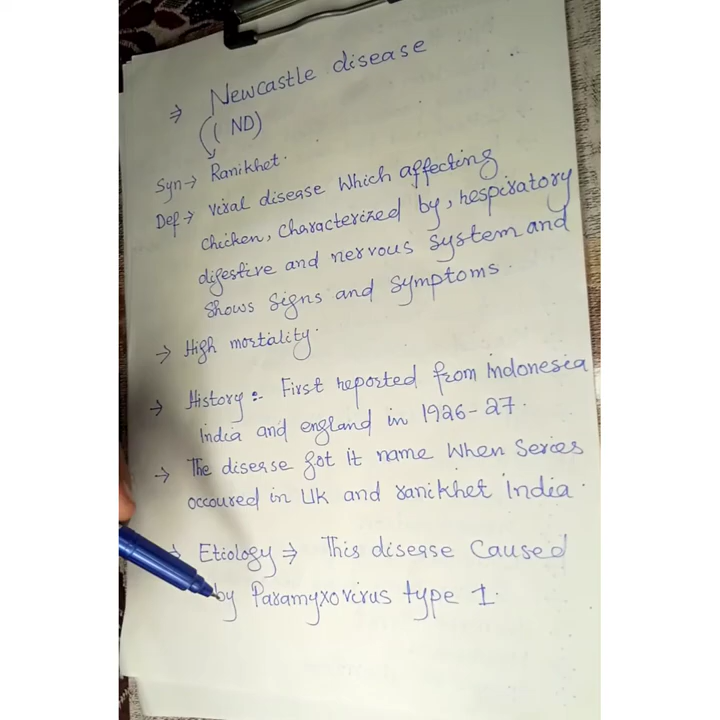 ⇒ Newcastle disease
(ND)
Syn→ Ranikhet.
Def→ viral disease Which affecting
chicken, characterized by, respiratory
digestive and nervous system and
shows signs and symptoms.
→ High mortality.
→ History:- First reported from indonesia
india and england in 1926-27.
→ The disease got it name When Series
occoured in UK and ranikhet india.
→ Etiology ⇒ This disease Caused
by Paramyxovirus type 1.